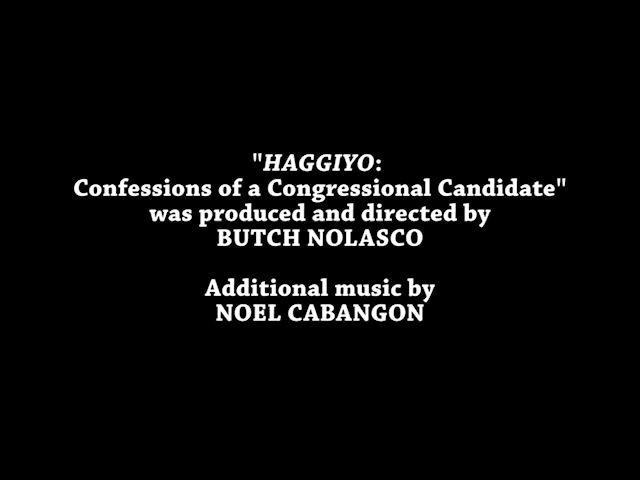 "HAGGIYO:
Confessions of a Congressional Candidate"
was produced and directed by
BUTCH NOLASCO
Additional music by
NOEL CABANGON